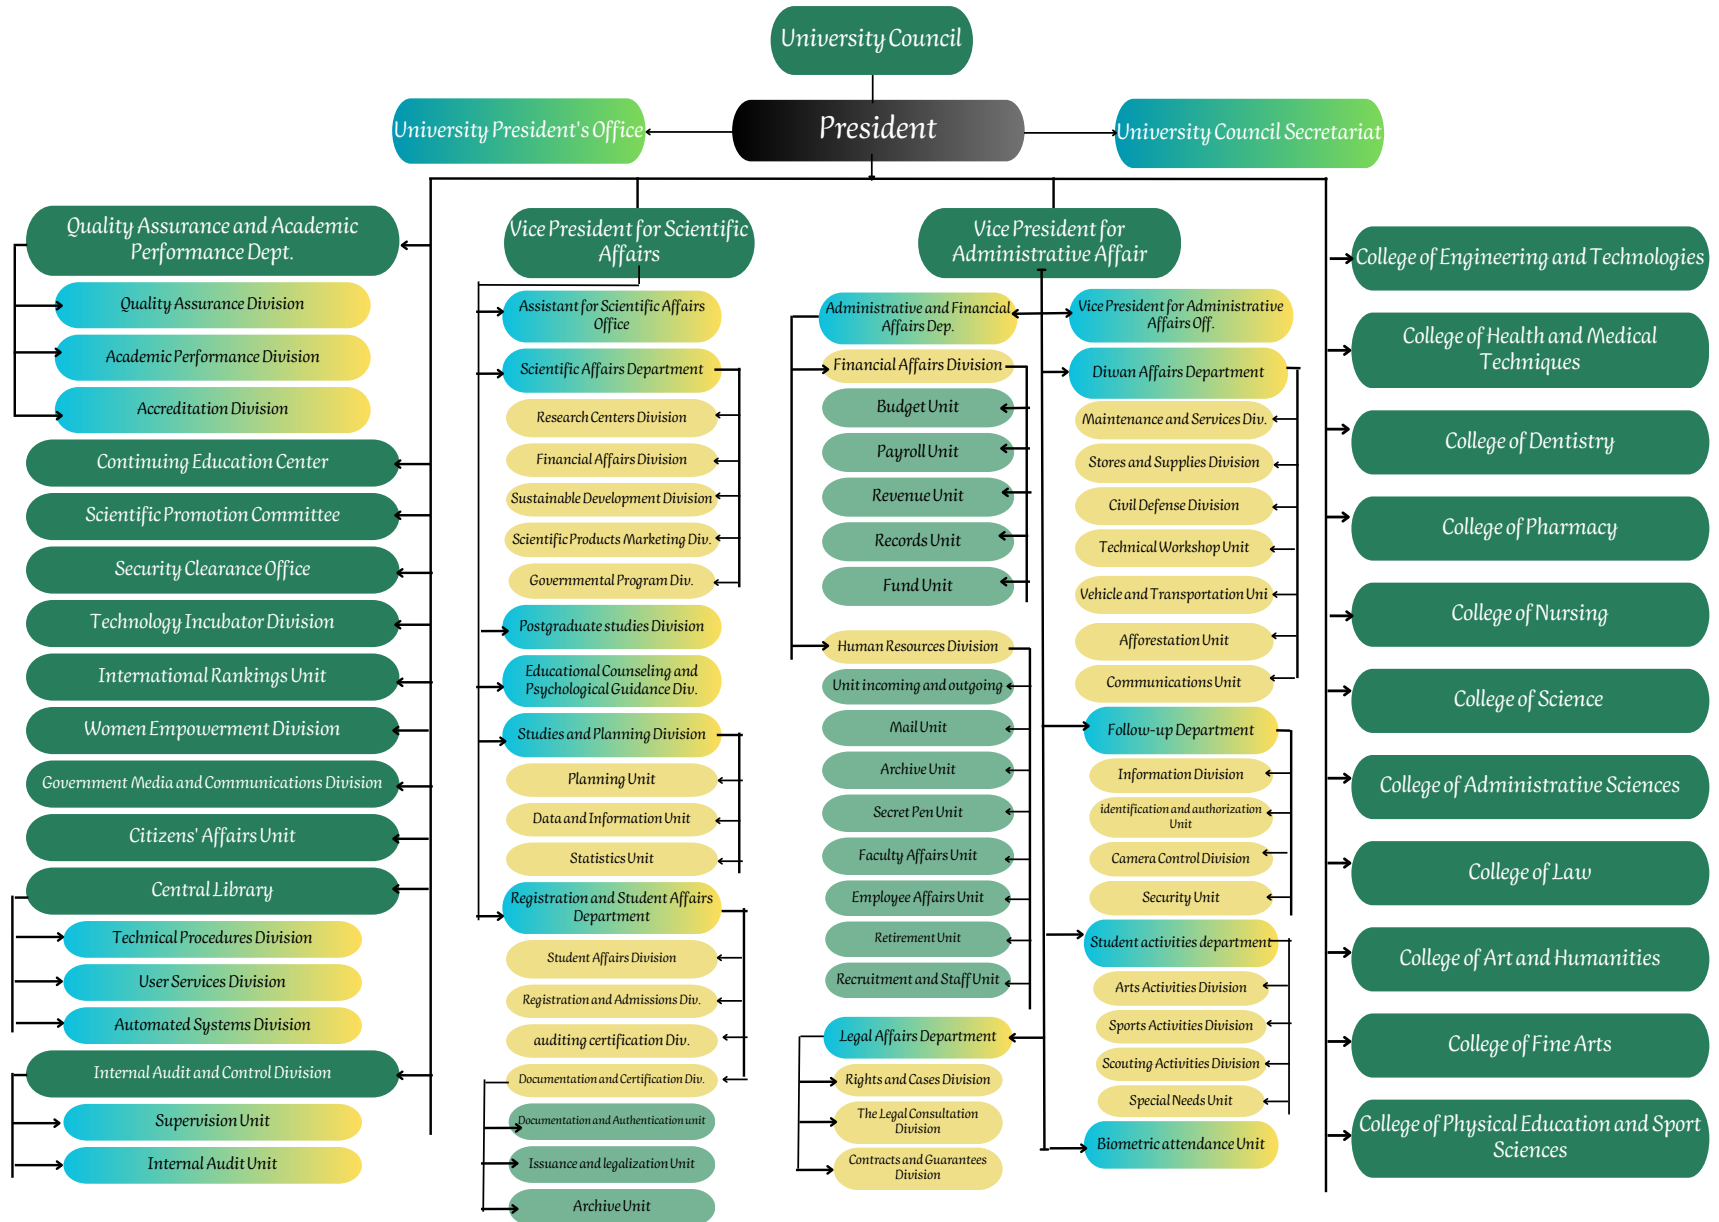 University Council
University President's Office
President
University Council Secretariat
Quality Assurance and Academic
Performance Dept.
Quality Assurance Division
Academic Performance Division
Accreditation Division
Continuing Education Center
Scientific Promotion Committee
Security Clearance Office
Technology Incubator Division
International Rankings Unit
Women Empowerment Division
Government Media and Communications Division
Citizens' Affairs Unit
Central Library
Technical Procedures Division
User Services Division
Automated Systems Division
Internal Audit and Control Division
Supervision Unit
Internal Audit Unit
Vice President for Scientific
Affairs
Assistant for Scientific Affairs
Office
Scientific Affairs Department
Research Centers Division
Financial Affairs Division
Sustainable Development Division
Scientific Products Marketing Div.
Governmental Program Div.
Postgraduate studies Division
Educational Counseling and
Psychological Guidance Div.
Studies and Planning Division
Planning Unit
Data and Information Unit
Statistics Unit
Registration and Student Affairs
Department
Student Affairs Division
Registration and Admissions Div.
auditing certification Div.
Documentation and Certification Div.
Documentation and Authentication unit
Issuance and legalization Unit
Archive Unit
Vice President for
Administrative Affair
Administrative and Financial
Affairs Dep.
Financial Affairs Division
Budget Unit
Payroll Unit
Revenue Unit
Records Unit
Fund Unit
Human Resources Division
Unit incoming and outgoing
Mail Unit
Archive Unit
Secret Pen Unit
Faculty Affairs Unit
Employee Affairs Unit
Retirement Unit
Recruitment and Staff Unit
Legal Affairs Department
Rights and Cases Division
The Legal Consultation
Division
Contracts and Guarantees
Division
Vice President for Administrative
Affairs Off.
Diwan Affairs Department
Maintenance and Services Div.
Stores and Supplies Division
Civil Defense Division
Technical Workshop Unit
Vehicle and Transportation Uni
Afforestation Unit
Communications Unit
Follow-up Department
Information Division
identification and authorization
Unit
Camera Control Division
Security Unit
Student activities department
Arts Activities Division
Sports Activities Division
Scouting Activities Division
Special Needs Unit
Biometric attendance Unit
College of Engineering and Technologies
College of Health and Medical
Techniques
College of Dentistry
College of Pharmacy
College of Nursing
College of Science
College of Administrative Sciences
College of Law
College of Art and Humanities
College of Fine Arts
College of Physical Education and Sport
Sciences